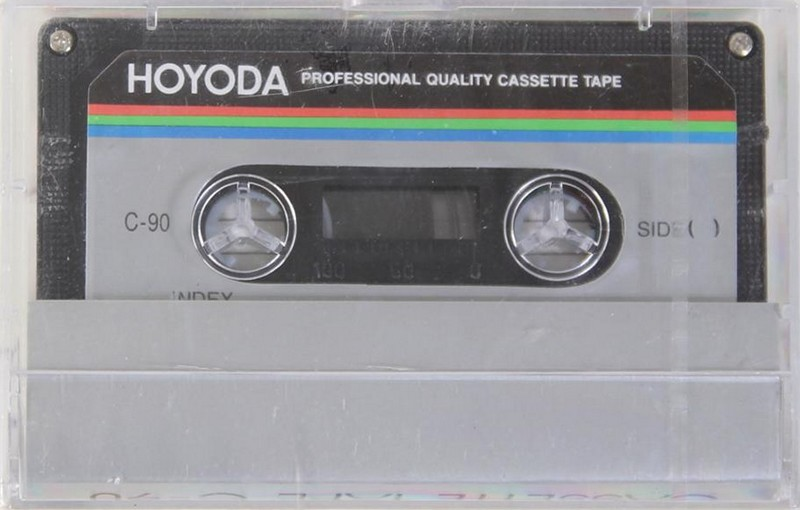 HOYODA PROFESSIONAL QUALITY CASSETTE TAPE
C-90
SIDE ( )
100 50 0
INDEX